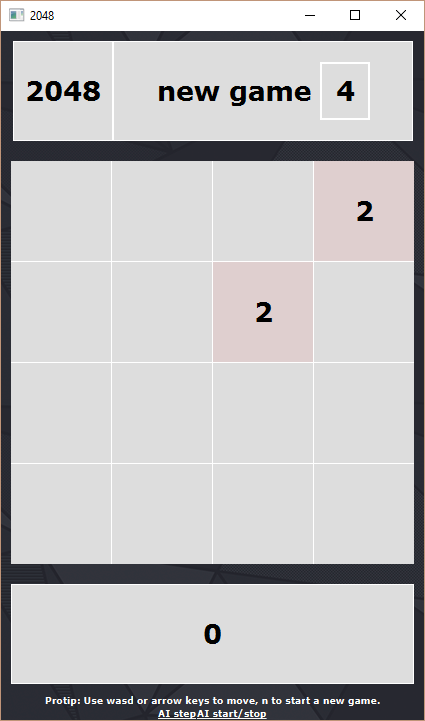 2048
2048 new game 4
2
2
0
Protip: Use wasd or arrow keys to move, n to start a new game.
AI stepAI start/stop